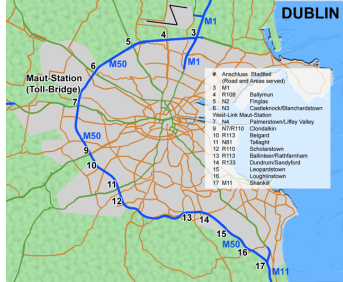 DUBLIN
M1
3
4
5
M50
M1
6
Maut-Station
(Toll-Bridge)
7
M50
9
10
11
12
13
14
15
M50
16
17
M11
# Anschluss Stadtteil
(Road and Areas served)
3 M1
4 R108 Ballymun
5 N2 Finglas
6 N3 Castleknock/Blanchardstown
West-Link Maut-Station
7 N4 Palmerstown/Liffey Valley
9 N7/R110 Clondalkin
10 R113 Belgard
11 N81 Tallaght
12 R110 Scholarstown
13 R133 Ballinteer/Rathfarnham
14 R133 Dundrum/Sandyford
15 Leopardstown
16 Loughlinstown
17 M11 Shankill